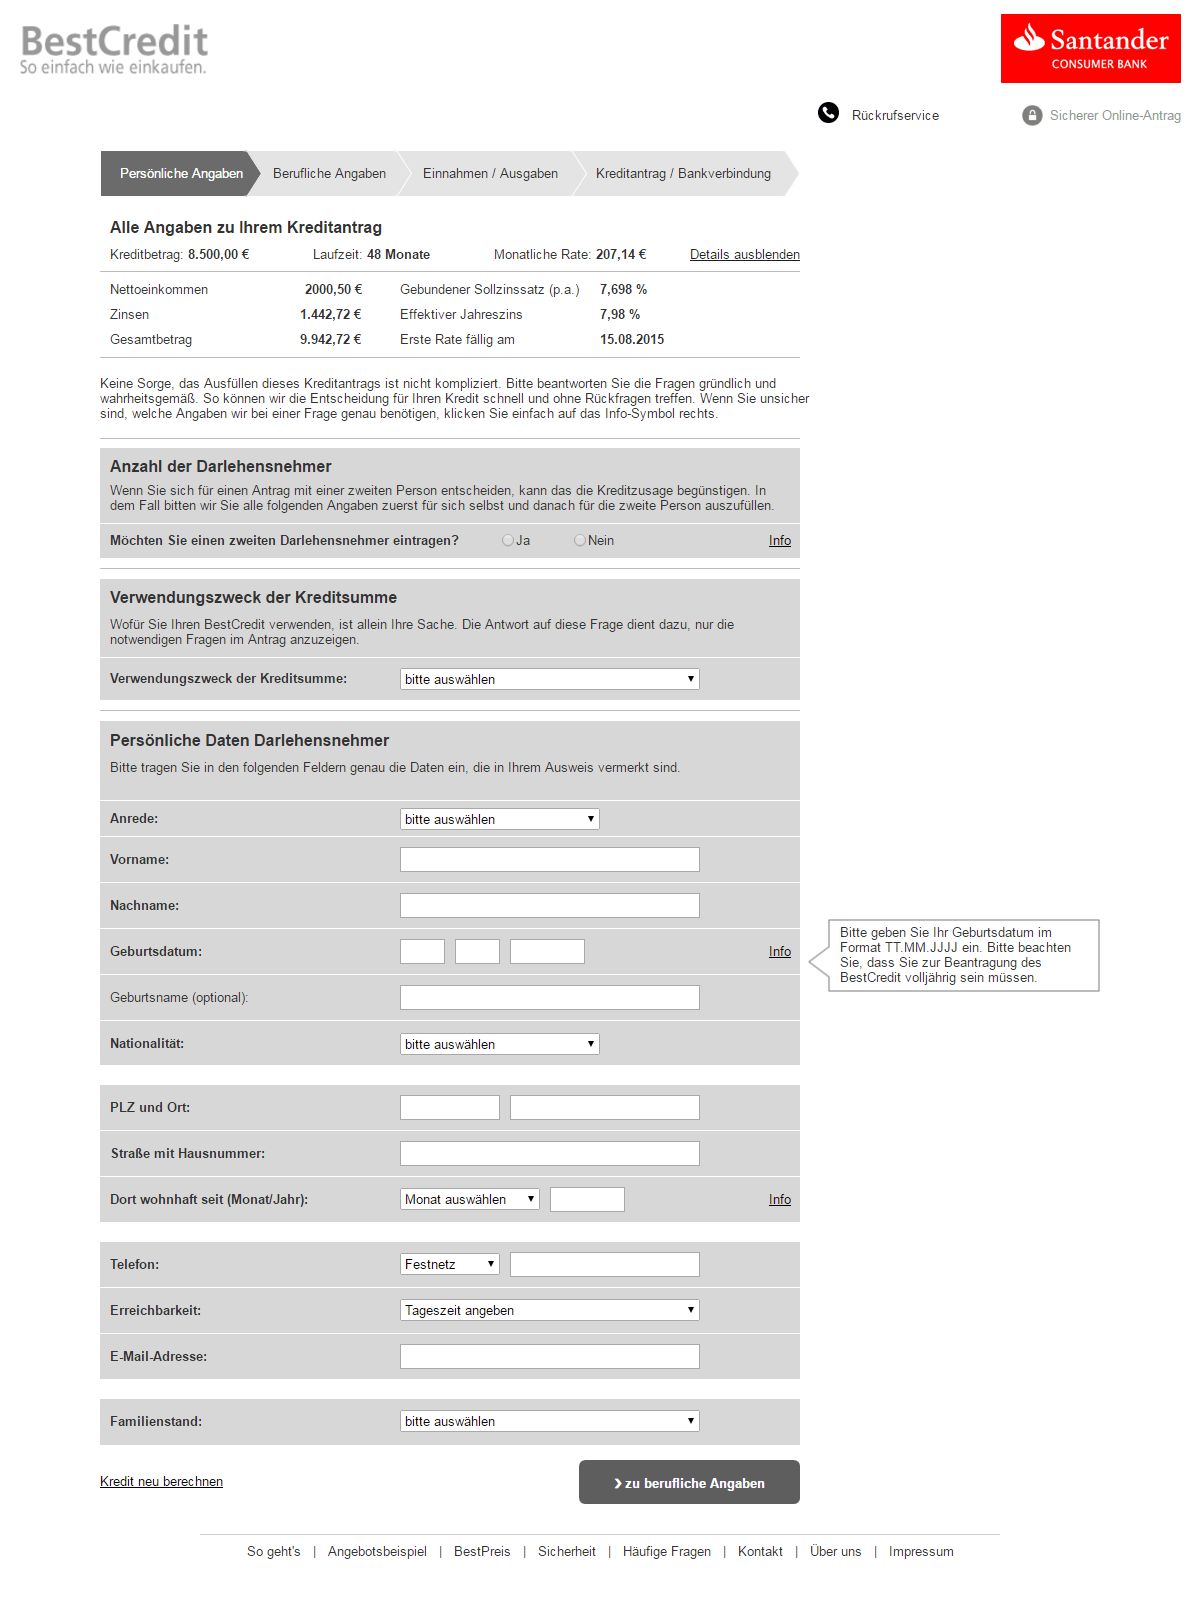 BestCredit
So einfach wie einkaufen.
Santander
CONSUMER BANK
Rückrufservice
Sicherer Online-Antrag
Persönliche Angaben
Berufliche Angaben
Einnahmen / Ausgaben
Kreditantrag / Bankverbindung
Alle Angaben zu Ihrem Kreditantrag
Kreditbetrag: 8.500,00 € Laufzeit: 48 Monate Monatliche Rate: 207,14 € Details ausblenden
Nettoeinkommen 2000,50 € Gebundener Sollzinssatz (p.a.) 7,698 %
Zinsen 1.442,72 € Effektiver Jahreszins 7,98 %
Gesamtbetrag 9.942,72 € Erste Rate fällig am 15.08.2015
Keine Sorge, das Ausfüllen dieses Kreditantrags ist nicht kompliziert. Bitte beantworten Sie die Fragen gründlich und
wahrheitsgemäß. So können wir die Entscheidung für Ihren Kredit schnell und ohne Rückfragen treffen. Wenn Sie unsicher
sind, welche Angaben wir bei einer Frage genau benötigen, klicken Sie einfach auf das Info-Symbol rechts.
Anzahl der Darlehensnehmer
Wenn Sie sich für einen Antrag mit einer zweiten Person entscheiden, kann das die Kreditzusage begünstigen. In
dem Fall bitten wir Sie alle folgenden Angaben zuerst für sich selbst und danach für die zweite Person auszufüllen.
Möchten Sie einen zweiten Darlehensnehmer eintragen? Ja Nein Info
Verwendungszweck der Kreditsumme
Wofür Sie Ihren BestCredit verwenden, ist allein Ihre Sache. Die Antwort auf diese Frage dient dazu, nur die
notwendigen Fragen im Antrag anzuzeigen.
Verwendungszweck der Kreditsumme: bitte auswählen
Persönliche Daten Darlehensnehmer
Bitte tragen Sie in den folgenden Feldern genau die Daten ein, die in Ihrem Ausweis vermerkt sind.
Anrede: bitte auswählen
Vorname:
Nachname:
Geburtsdatum: Info
Bitte geben Sie Ihr Geburtsdatum im
Format TT.MM.JJJJ ein. Bitte beachten
Sie, dass Sie zur Beantragung des
BestCredit volljährig sein müssen.
Geburtsname (optional):
Nationalität: bitte auswählen
PLZ und Ort:
Straße mit Hausnummer:
Dort wohnhaft seit (Monat/Jahr): Monat auswählen Info
Telefon: Festnetz
Erreichbarkeit: Tageszeit angeben
E-Mail-Adresse:
Familienstand: bitte auswählen
Kredit neu berechnen
zu berufliche Angaben
So geht's | Angebotsbeispiel | BestPreis | Sicherheit | Häufige Fragen | Kontakt | Über uns | Impressum